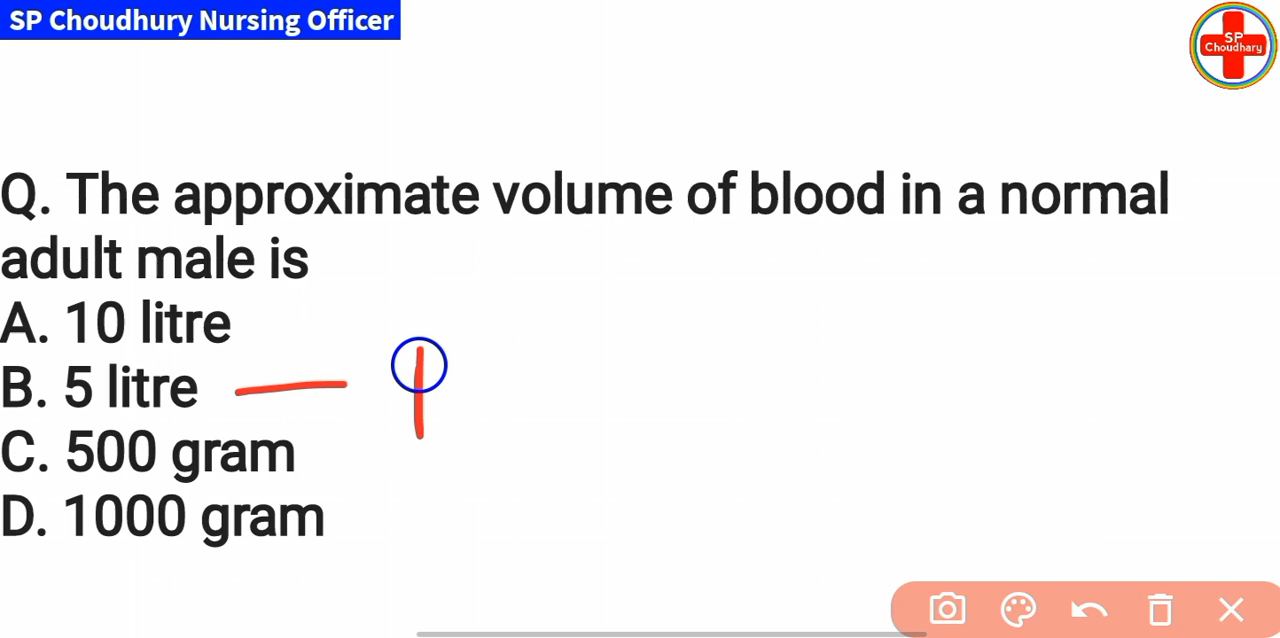 SP Choudhury Nursing Officer
SP
Choudhary
Q. The approximate volume of blood in a normal
adult male is
A. 10 litre
B. 5 litre
C. 500 gram
D. 1000 gram